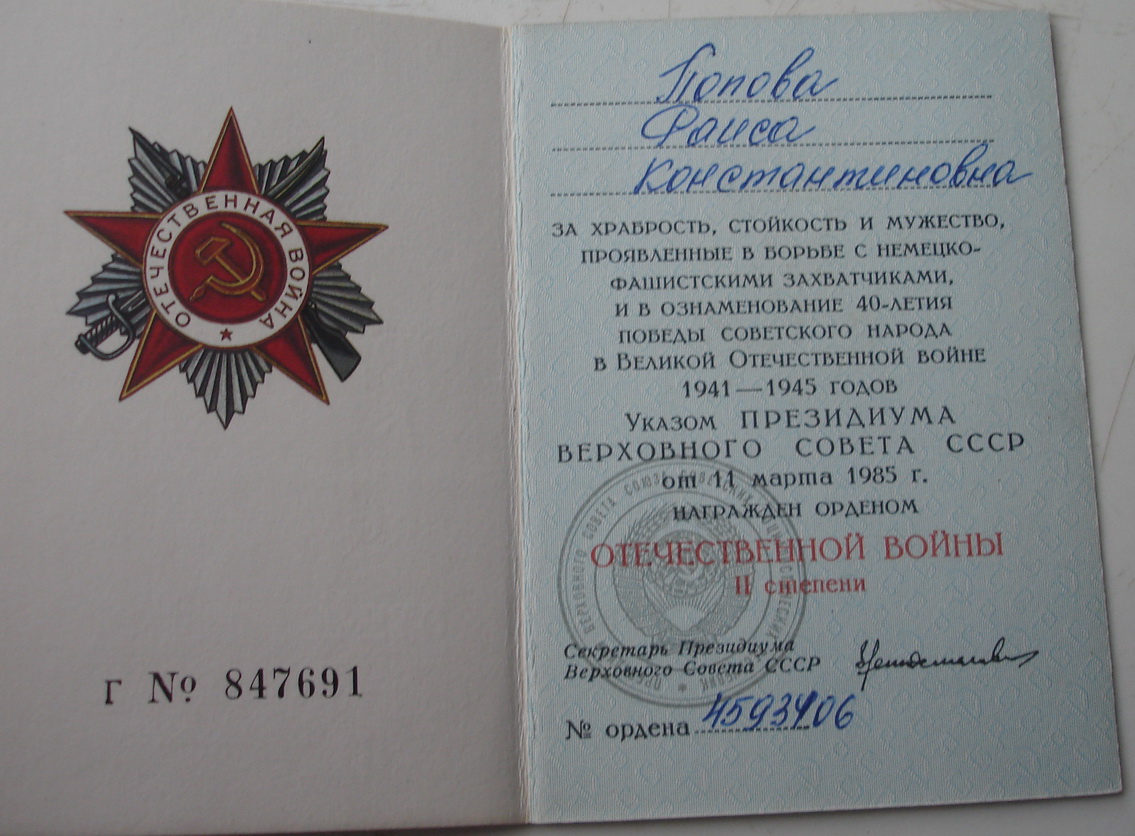 ОТЕЧЕСТВЕННАЯ ВОЙНА
Г № 847691
Попова
Раиса
Константиновна
ЗА ХРАБРОСТЬ, СТОЙКОСТЬ И МУЖЕСТВО,
ПРОЯВЛЕННЫЕ В БОРЬБЕ С НЕМЕЦКО-
ФАШИСТСКИМИ ЗАХВАТЧИКАМИ,
И В ОЗНАМЕНОВАНИЕ 40-ЛЕТИЯ
ПОБЕДЫ СОВЕТСКОГО НАРОДА
В ВЕЛИКОЙ ОТЕЧЕСТВЕННОЙ ВОЙНЕ
1941—1945 ГОДОВ
УКАЗОМ ПРЕЗИДИУМА
ВЕРХОВНОГО СОВЕТА СССР
от 11 марта 1985 г.
НАГРАЖДЕН ОРДЕНОМ
ОТЕЧЕСТВЕННОЙ ВОЙНЫ
II степени
Секретарь Президиума
Верховного Совета СССР
№ ордена 4593406